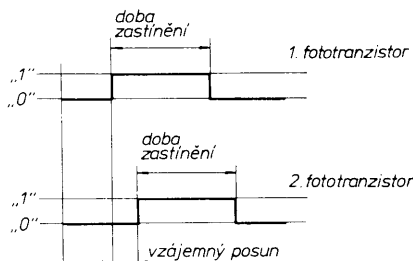 doba
zastínění
1. fototranzistor
„1"
„0"
doba
zastínění
2. fototranzistor
„1"
„0"
vzájemný posun